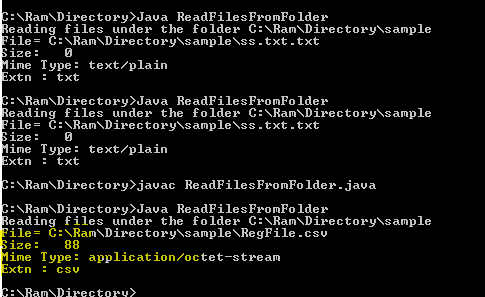 C:\Ram\Directory>Java ReadFilesFromFolder
Reading files under the folder C:\Ram\Directory\sample
File= C:\Ram\Directory\sample\ss.txt.txt
Size:   0
Mime Type: text/plain
Extn : txt
C:\Ram\Directory>Java ReadFilesFromFolder
Reading files under the folder C:\Ram\Directory\sample
File= C:\Ram\Directory\sample\ss.txt.txt
Size:   0
Mime Type: text/plain
Extn : txt
C:\Ram\Directory>javac ReadFilesFromFolder.java
C:\Ram\Directory>Java ReadFilesFromFolder
Reading files under the folder C:\Ram\Directory\sample
File= C:\Ram\Directory\sample\RegFile.csv
Size:   88
Mime Type: application/octet-stream
Extn : csv
C:\Ram\Directory>